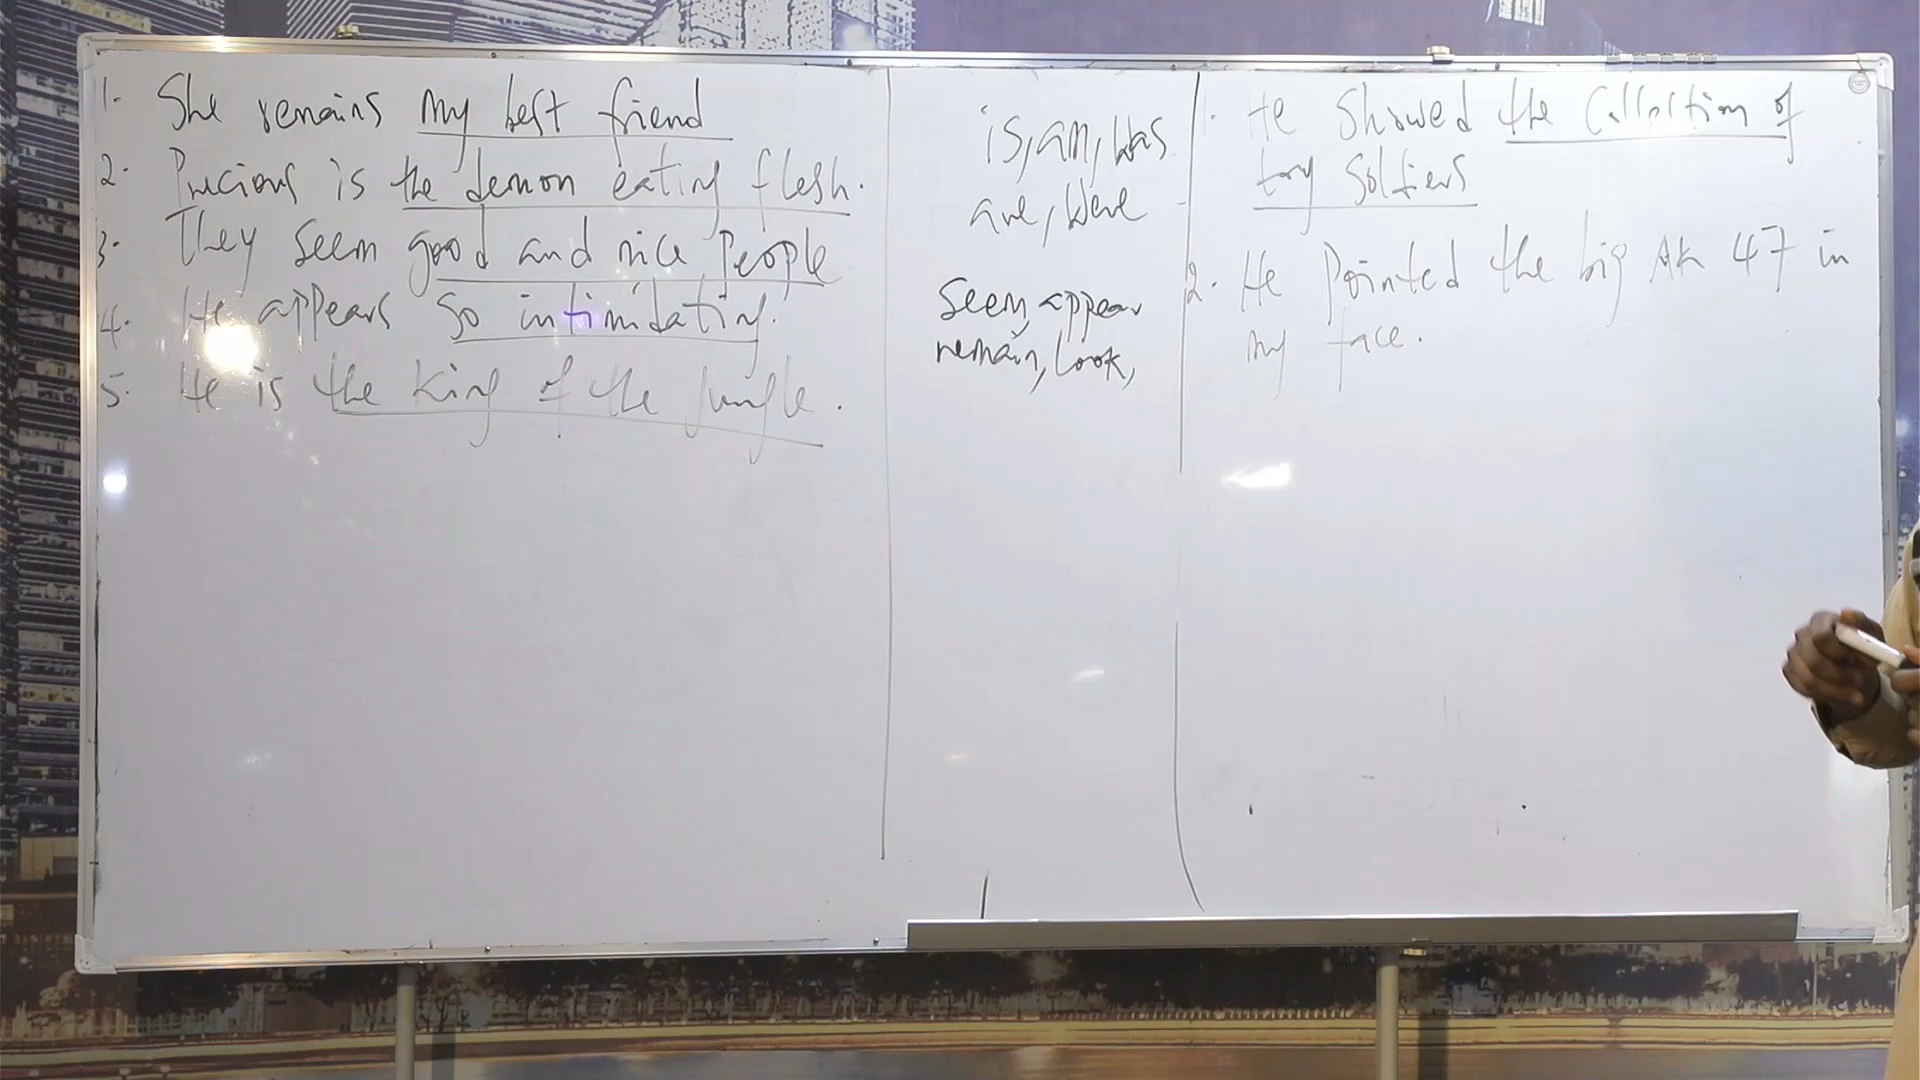 1. She remains my best friend
2. Precious is the demon eating flesh.
3. They seem good and nice people
4. He appears so intimidating.
5. He is the king of the jungle.
is, am, was
are, were
seem, appear
remain, look,
1. He showed the collection of
toy soldiers
2. He pointed the big AK 47 in
my face.